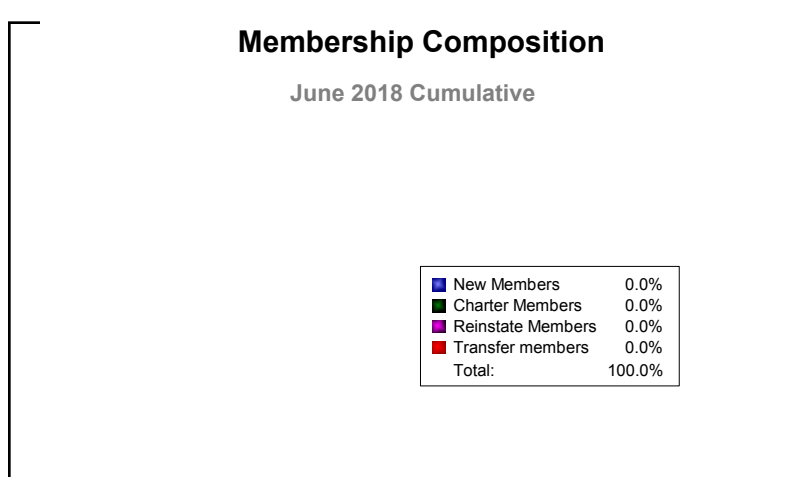 Membership Composition
June 2018 Cumulative
New Members 0.0%
Charter Members 0.0%
Reinstate Members 0.0%
Transfer members 0.0%
Total: 100.0%